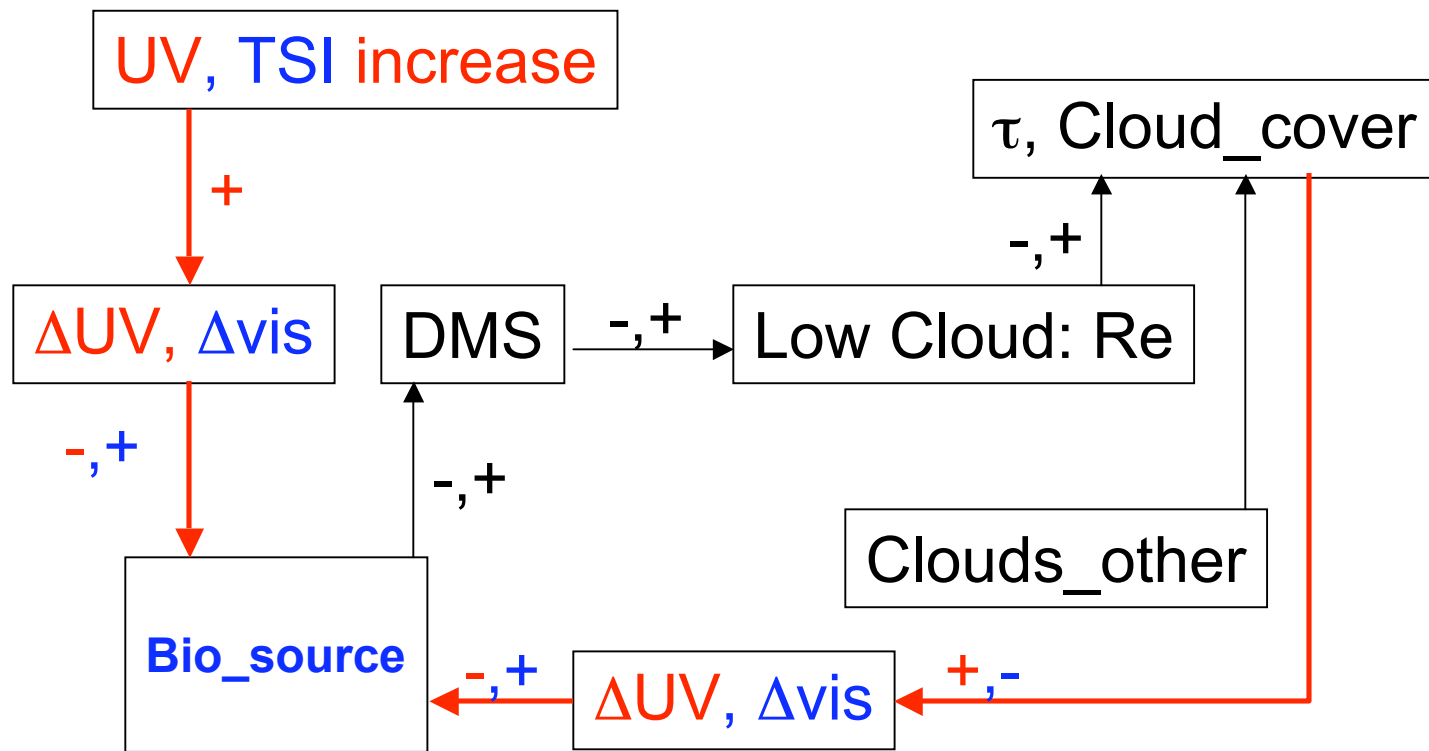 UV, TSI increase
τ, Cloud_cover
+
-,+
ΔUV, Δvis
DMS
-,+
Low Cloud: Re
-,+
-,+
Clouds_other
Bio_source
-,+
ΔUV, Δvis
+,-